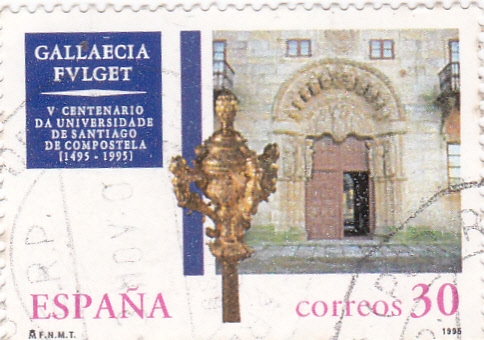 GALLAECIA
FVLGET
V CENTENARIO
DA UNIVERSIDADE
DE SANTIAGO
DE COMPOSTELA
[1495 - 1995]
ESPAÑA
correos 30
F.N.M.T.
1995